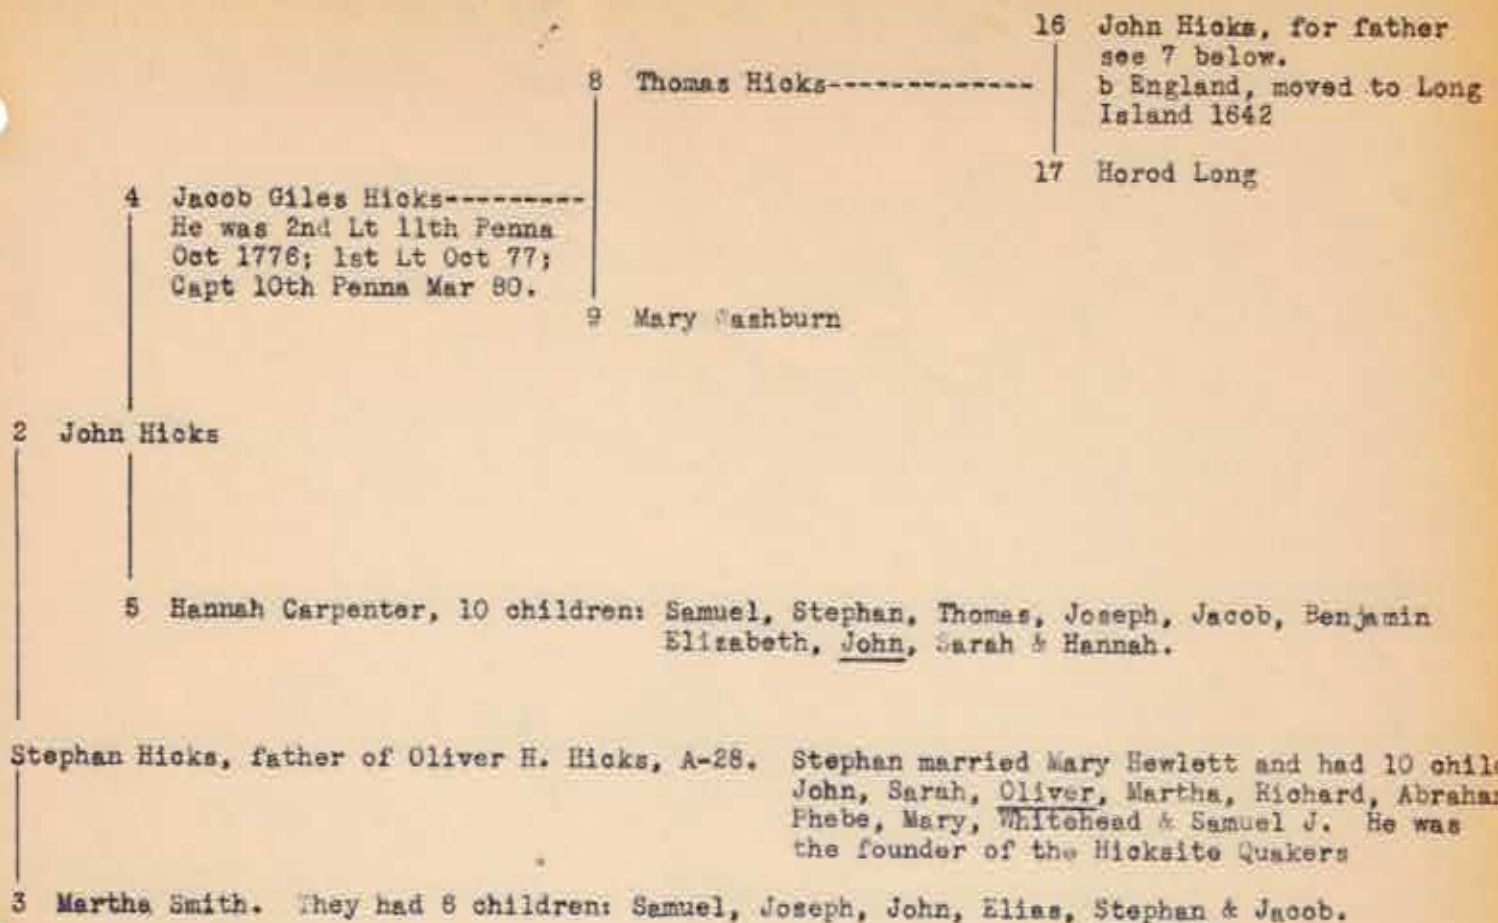 16 John Hicks, for father
see 7 below.
b England, moved to Long
Island 1642
8 Thomas Hicks-------------
17 Horod Long
4 Jacob Giles Hicks---------
He was 2nd Lt 11th Penna
Oct 1776; 1st Lt Oct 77;
Capt 10th Penna Mar 80.
9 Mary
2 John Hicks
5 Hannah Carpenter, 10 children: Samuel, Stephan, Thomas, Joseph, Jacob, Benjamin
Elizabeth, John, Sarah & Hannah.
Stephan Hicks, father of Oliver H. Hicks, A-28. Stephan married Mary Hewlett and had 10 child
John, Sarah, Oliver, Martha, Richard, Abraham
Phebe, Mary, Whitehead & Samuel J. He was
the founder of the Hicksite Quakers
3 Martha Smith. They had 6 children: Samuel, Joseph, John, Elias, Stephan & Jacob.